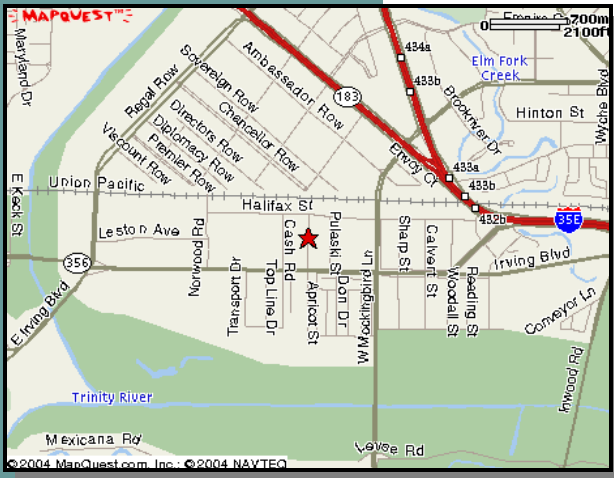 MAPQUEST
0
700m
2100ft
Empire C
Maryland Dr
434a
Elm Fork
Creek
Sovereign Row
Ambassador Row
433b
Regal Row
183
Brookriver Dr
Hinton St
Wyche Blvd
Chancellor Row
Directors Row
Diplomacy Row
Premier Row
Viscount Row
Envoy Ct
433a
Union Pacific
433b
E Keck St
Halifax St
432b
35E
Leston Ave
Norwood Rd
Cash Rd
Pulaski St
Sharp St
Calvert St
356
Irving Blvd
Transport Dr
Top Line Dr
Apricot St
Don Dr
W Mockingbird Ln
Woodall St
Reading St
E Irving Blvd
Conveyor Ln
Inwood Rd
Trinity River
Mexicana Rd
Levee Rd
©2004 MapQuest.com, Inc.; ©2004 NAVTEQ